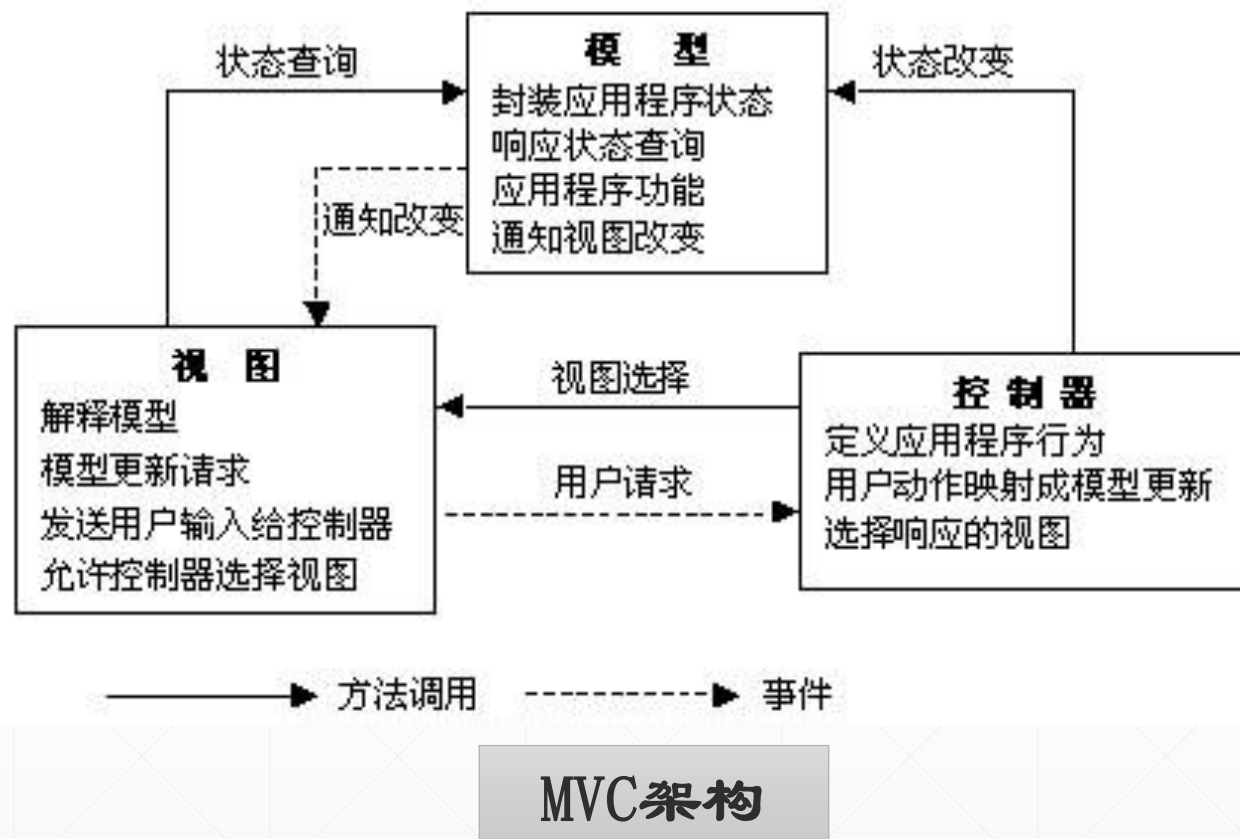 模 型
封装应用程序状态
响应状态查询
应用程序功能
通知视图改变
状态查询
状态改变
通知改变
视 图
解释模型
模型更新请求
发送用户输入给控制器
允许控制器选择视图
视图选择
用户请求
控 制 器
定义应用程序行为
用户动作映射成模型更新
选择响应的视图
方法调用
事件
MVC架构